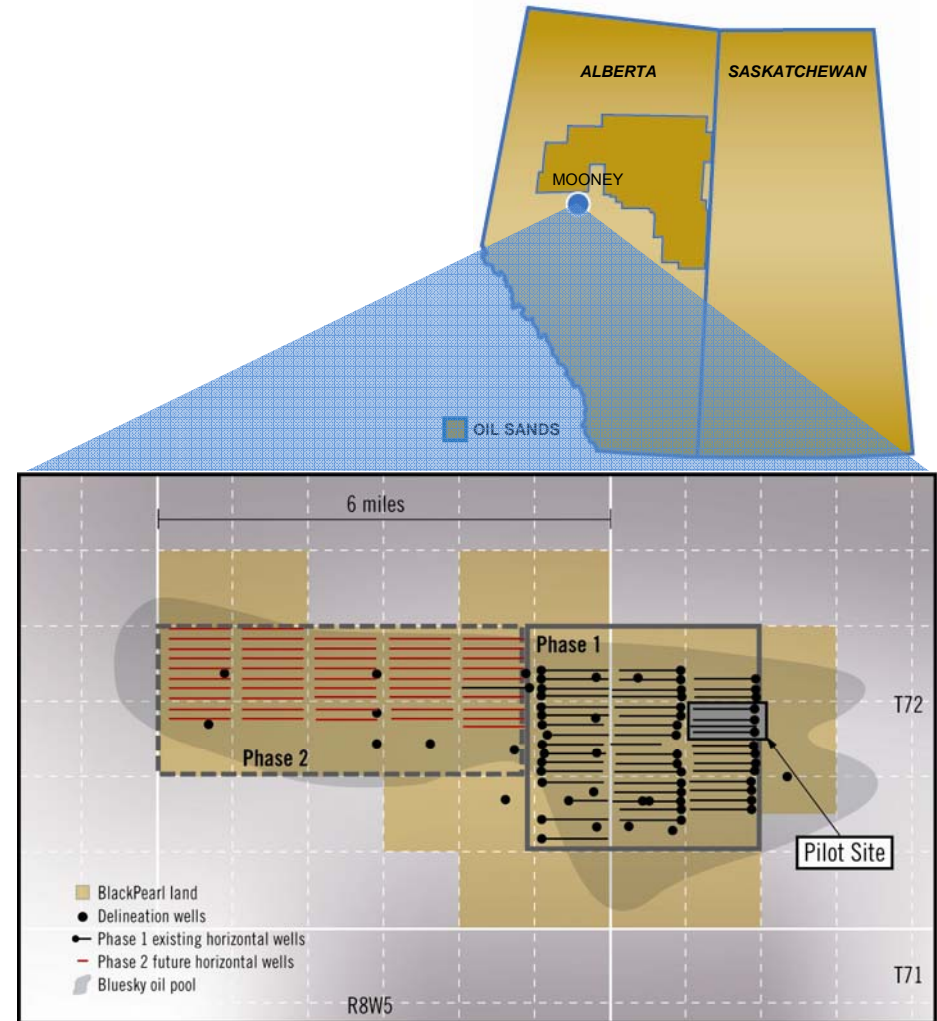 ALBERTA
SASKATCHEWAN
MOONEY
OIL SANDS
6 miles
Phase 1
T72
Phase 2
Pilot Site
BlackPearl land
Delineation wells
Phase 1 existing horizontal wells
Phase 2 future horizontal wells
Bluesky oil pool
T71
R8W5